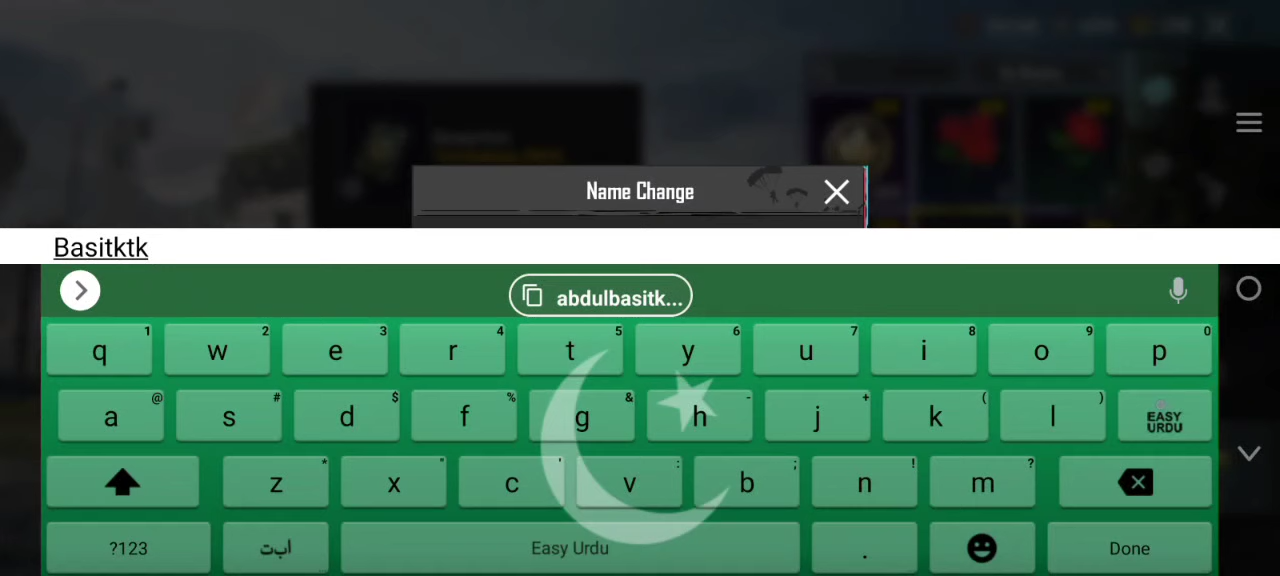 Name Change
Basitktk
abdulbasitk...
q 1 w 2 e 3 r 4 t 5 y 6 u 7 i 8 o 9 p 0
a @ s # d $ f % g & h - j + k ( l ) EASY URDU
z * x " c ' v : b ; n ! m ?
?123 ابت Easy Urdu . Done